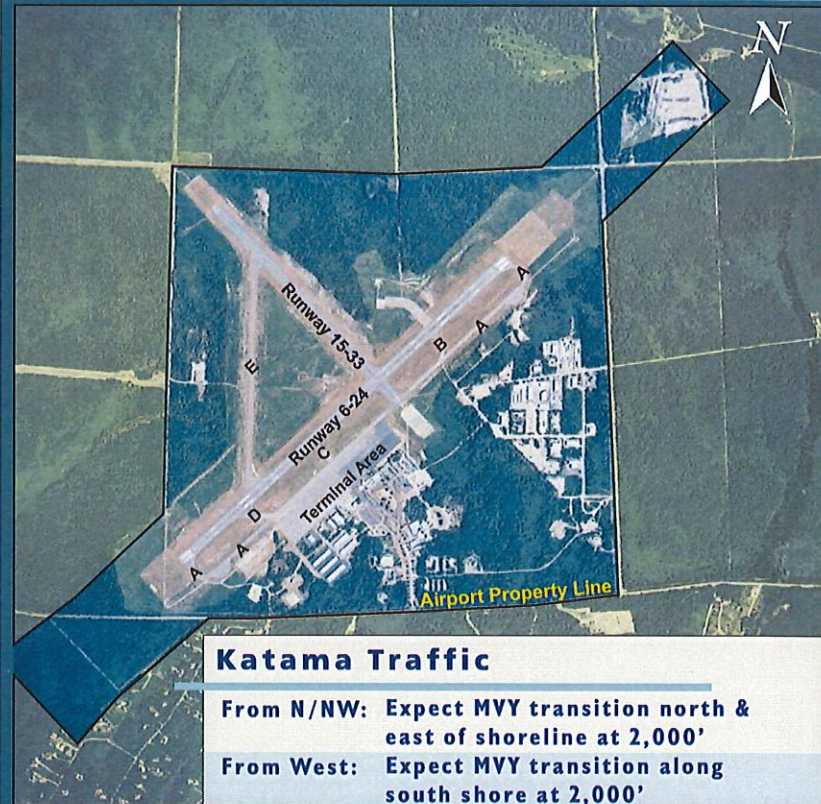 N
A
A
Runway 15-33
B
E
Runway 6-24
C
Terminal Area
D
A
A
Airport Property Line
Katama Traffic
From N/NW: Expect MVY transition north &
east of shoreline at 2,000’
From West: Expect MVY transition along
south shore at 2,000’